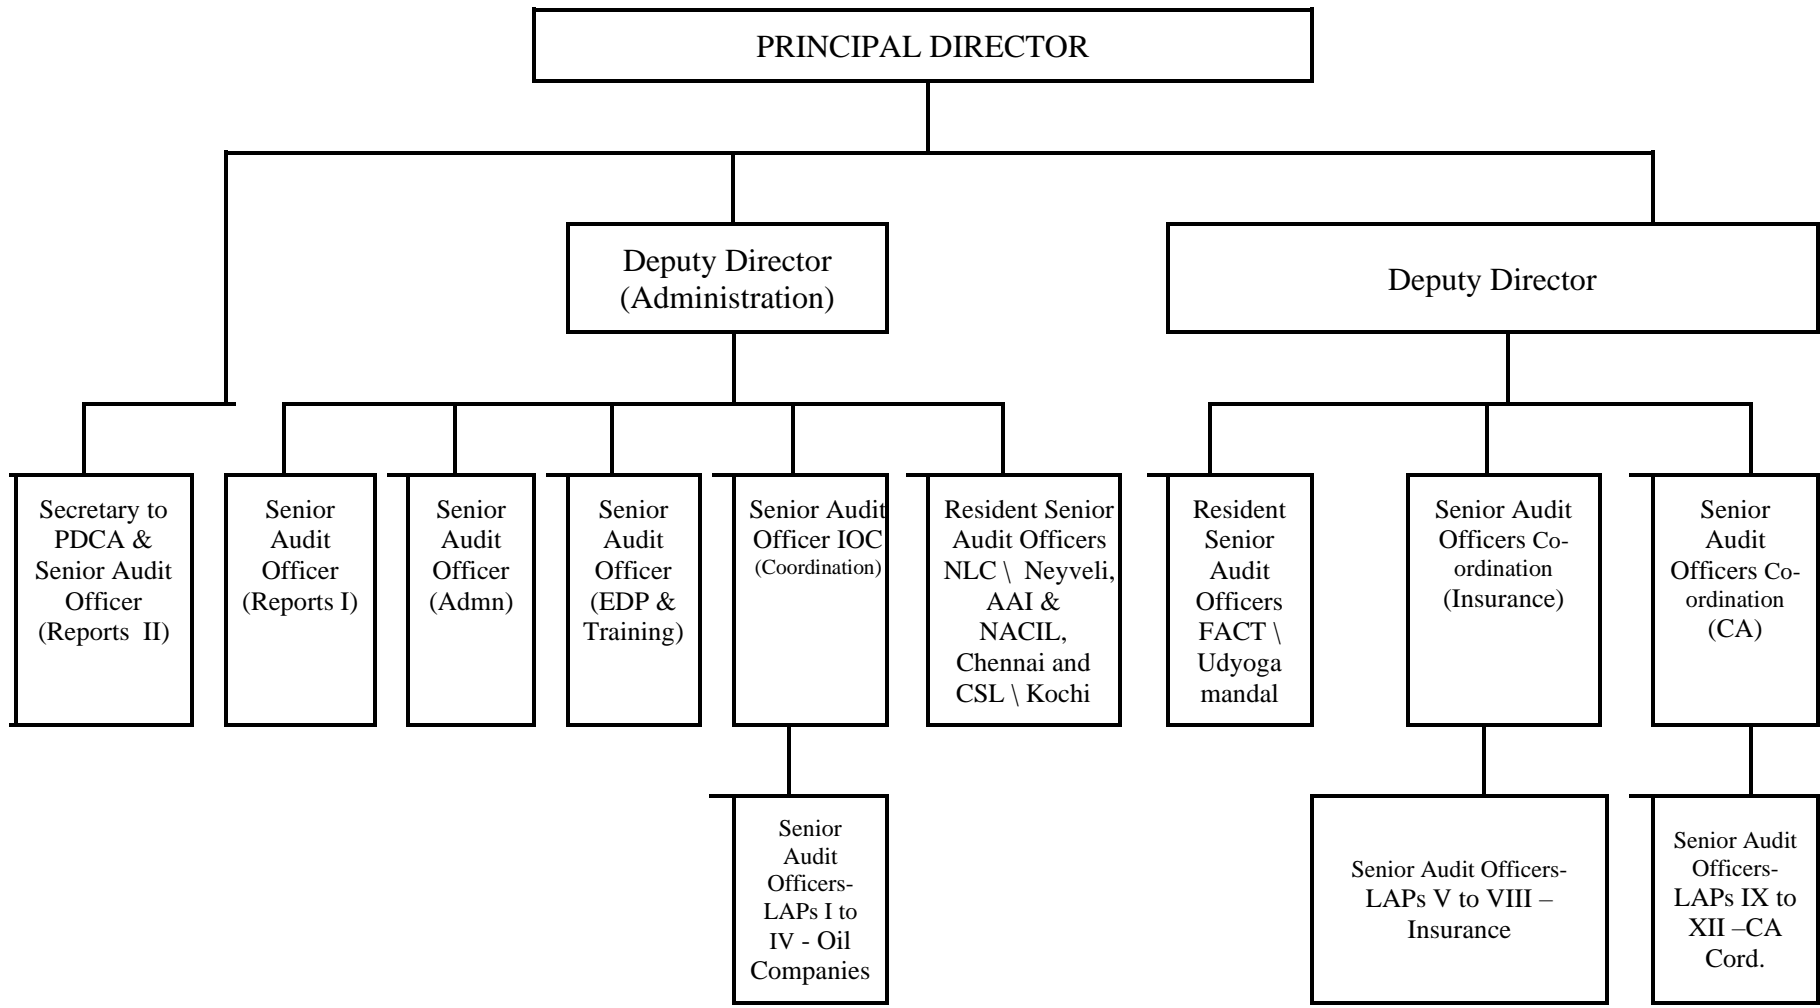 PRINCIPAL DIRECTOR
Deputy Director
(Administration)
Deputy Director
Secretary to
PDCA &
Senior Audit
Officer
(Reports  II)
Senior
Audit
Officer
(Reports I)
Senior
Audit
Officer
(Admn)
Senior
Audit
Officer
(EDP &
Training)
Senior Audit
Officer IOC
(Coordination)
Resident Senior
Audit Officers
NLC \ Neyveli,
AAI &
NACIL,
Chennai and
CSL \ Kochi
Resident
Senior
Audit
Officers
FACT \
Udyoga
mandal
Senior Audit
Officers Co-
ordination
(Insurance)
Senior
Audit
Officers Co-
ordination
(CA)
Senior
Audit
Officers-
LAPs I to
IV - Oil
Companies
Senior Audit Officers-
LAPs V to VIII –
Insurance
Senior Audit
Officers-
LAPs IX to
XII –CA
Cord.